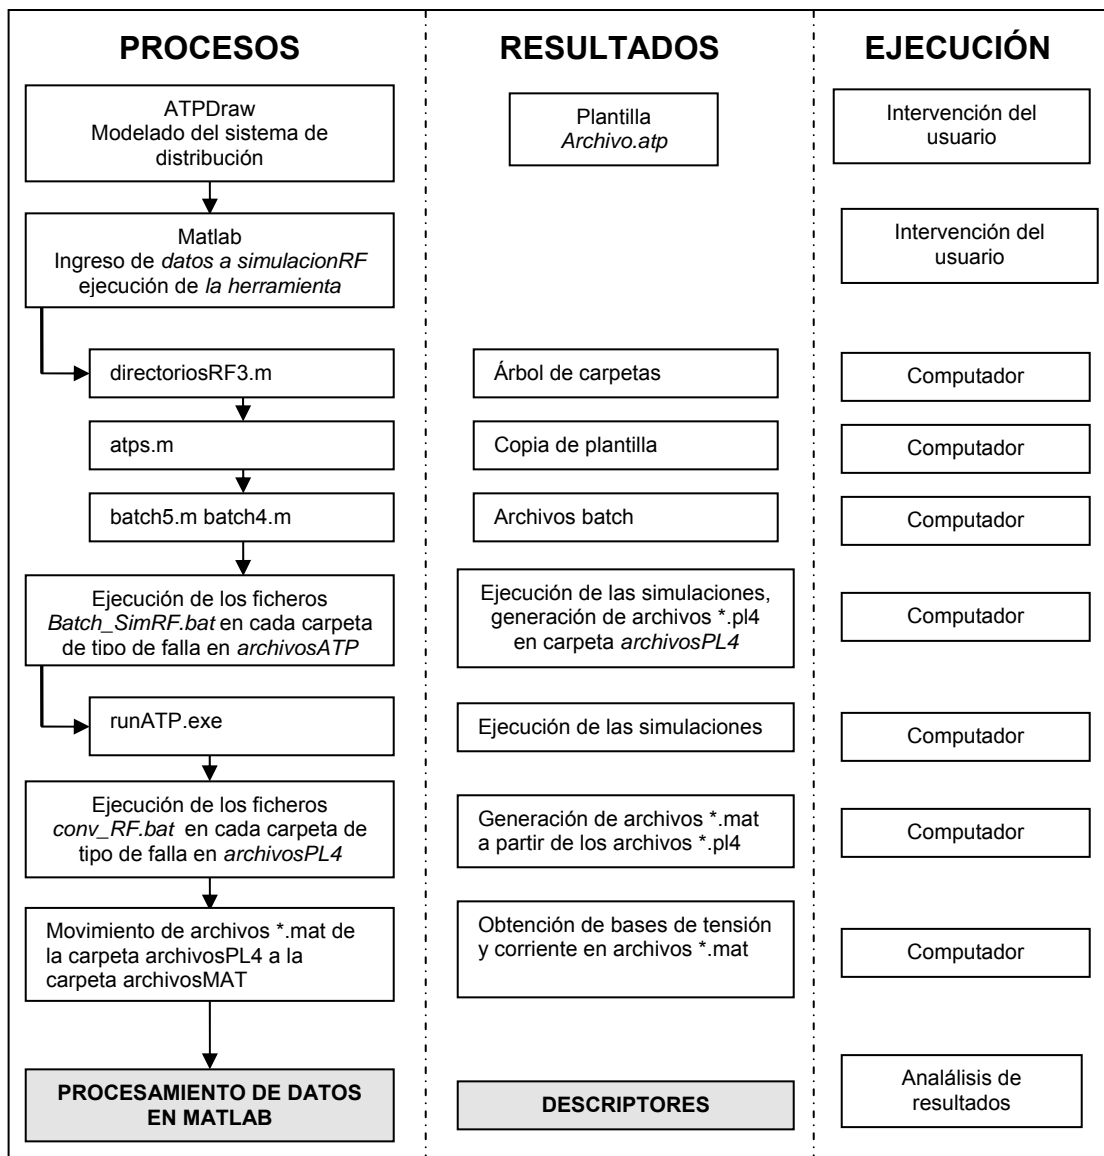 PROCESOS
RESULTADOS
EJECUCIÓN
ATPDraw
Modelado del sistema de
distribución
Plantilla
Archivo.atp
Intervención del
usuario
Matlab
Ingreso de datos a simulacionRF
ejecución de la herramienta
Intervención del
usuario
directoriosRF3.m
Árbol de carpetas
Computador
atps.m
Copia de plantilla
Computador
batch5.m batch4.m
Archivos batch
Computador
Ejecución de los ficheros
Batch_SimRF.bat en cada carpeta
de tipo de falla en archivosATP
Ejecución de las simulaciones,
generación de archivos *.pl4
en carpeta archivosPL4
Computador
runATP.exe
Ejecución de las simulaciones
Computador
Ejecución de los ficheros
conv_RF.bat en cada carpeta de
tipo de falla en archivosPL4
Generación de archivos *.mat
a partir de los archivos *.pl4
Computador
Movimiento de archivos *.mat de
la carpeta archivosPL4 a la
carpeta archivosMAT
Obtención de bases de tensión
y corriente en archivos *.mat
Computador
PROCESAMIENTO DE DATOS
EN MATLAB
DESCRIPTORES
Analálisis de
resultados